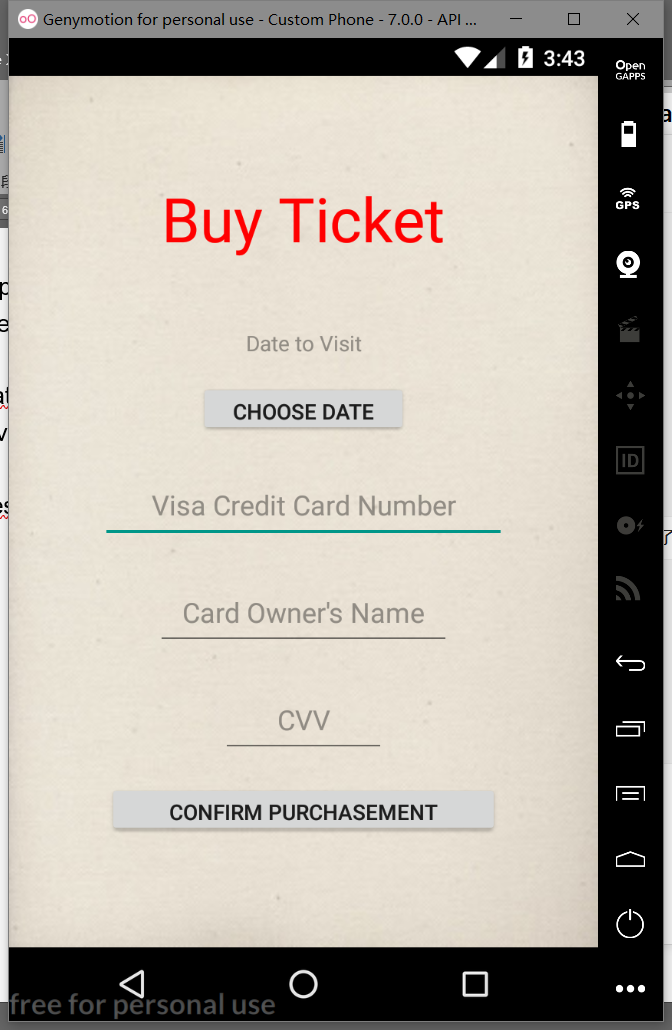 Genymotion for personal use - Custom Phone - 7.0.0 - API ...
3:43
Open
GAPPS
GPS
Buy Ticket
Date to Visit
CHOOSE DATE
Visa Credit Card Number
ID
Card Owner's Name
CVV
CONFIRM PURCHASEMENT
free for personal use